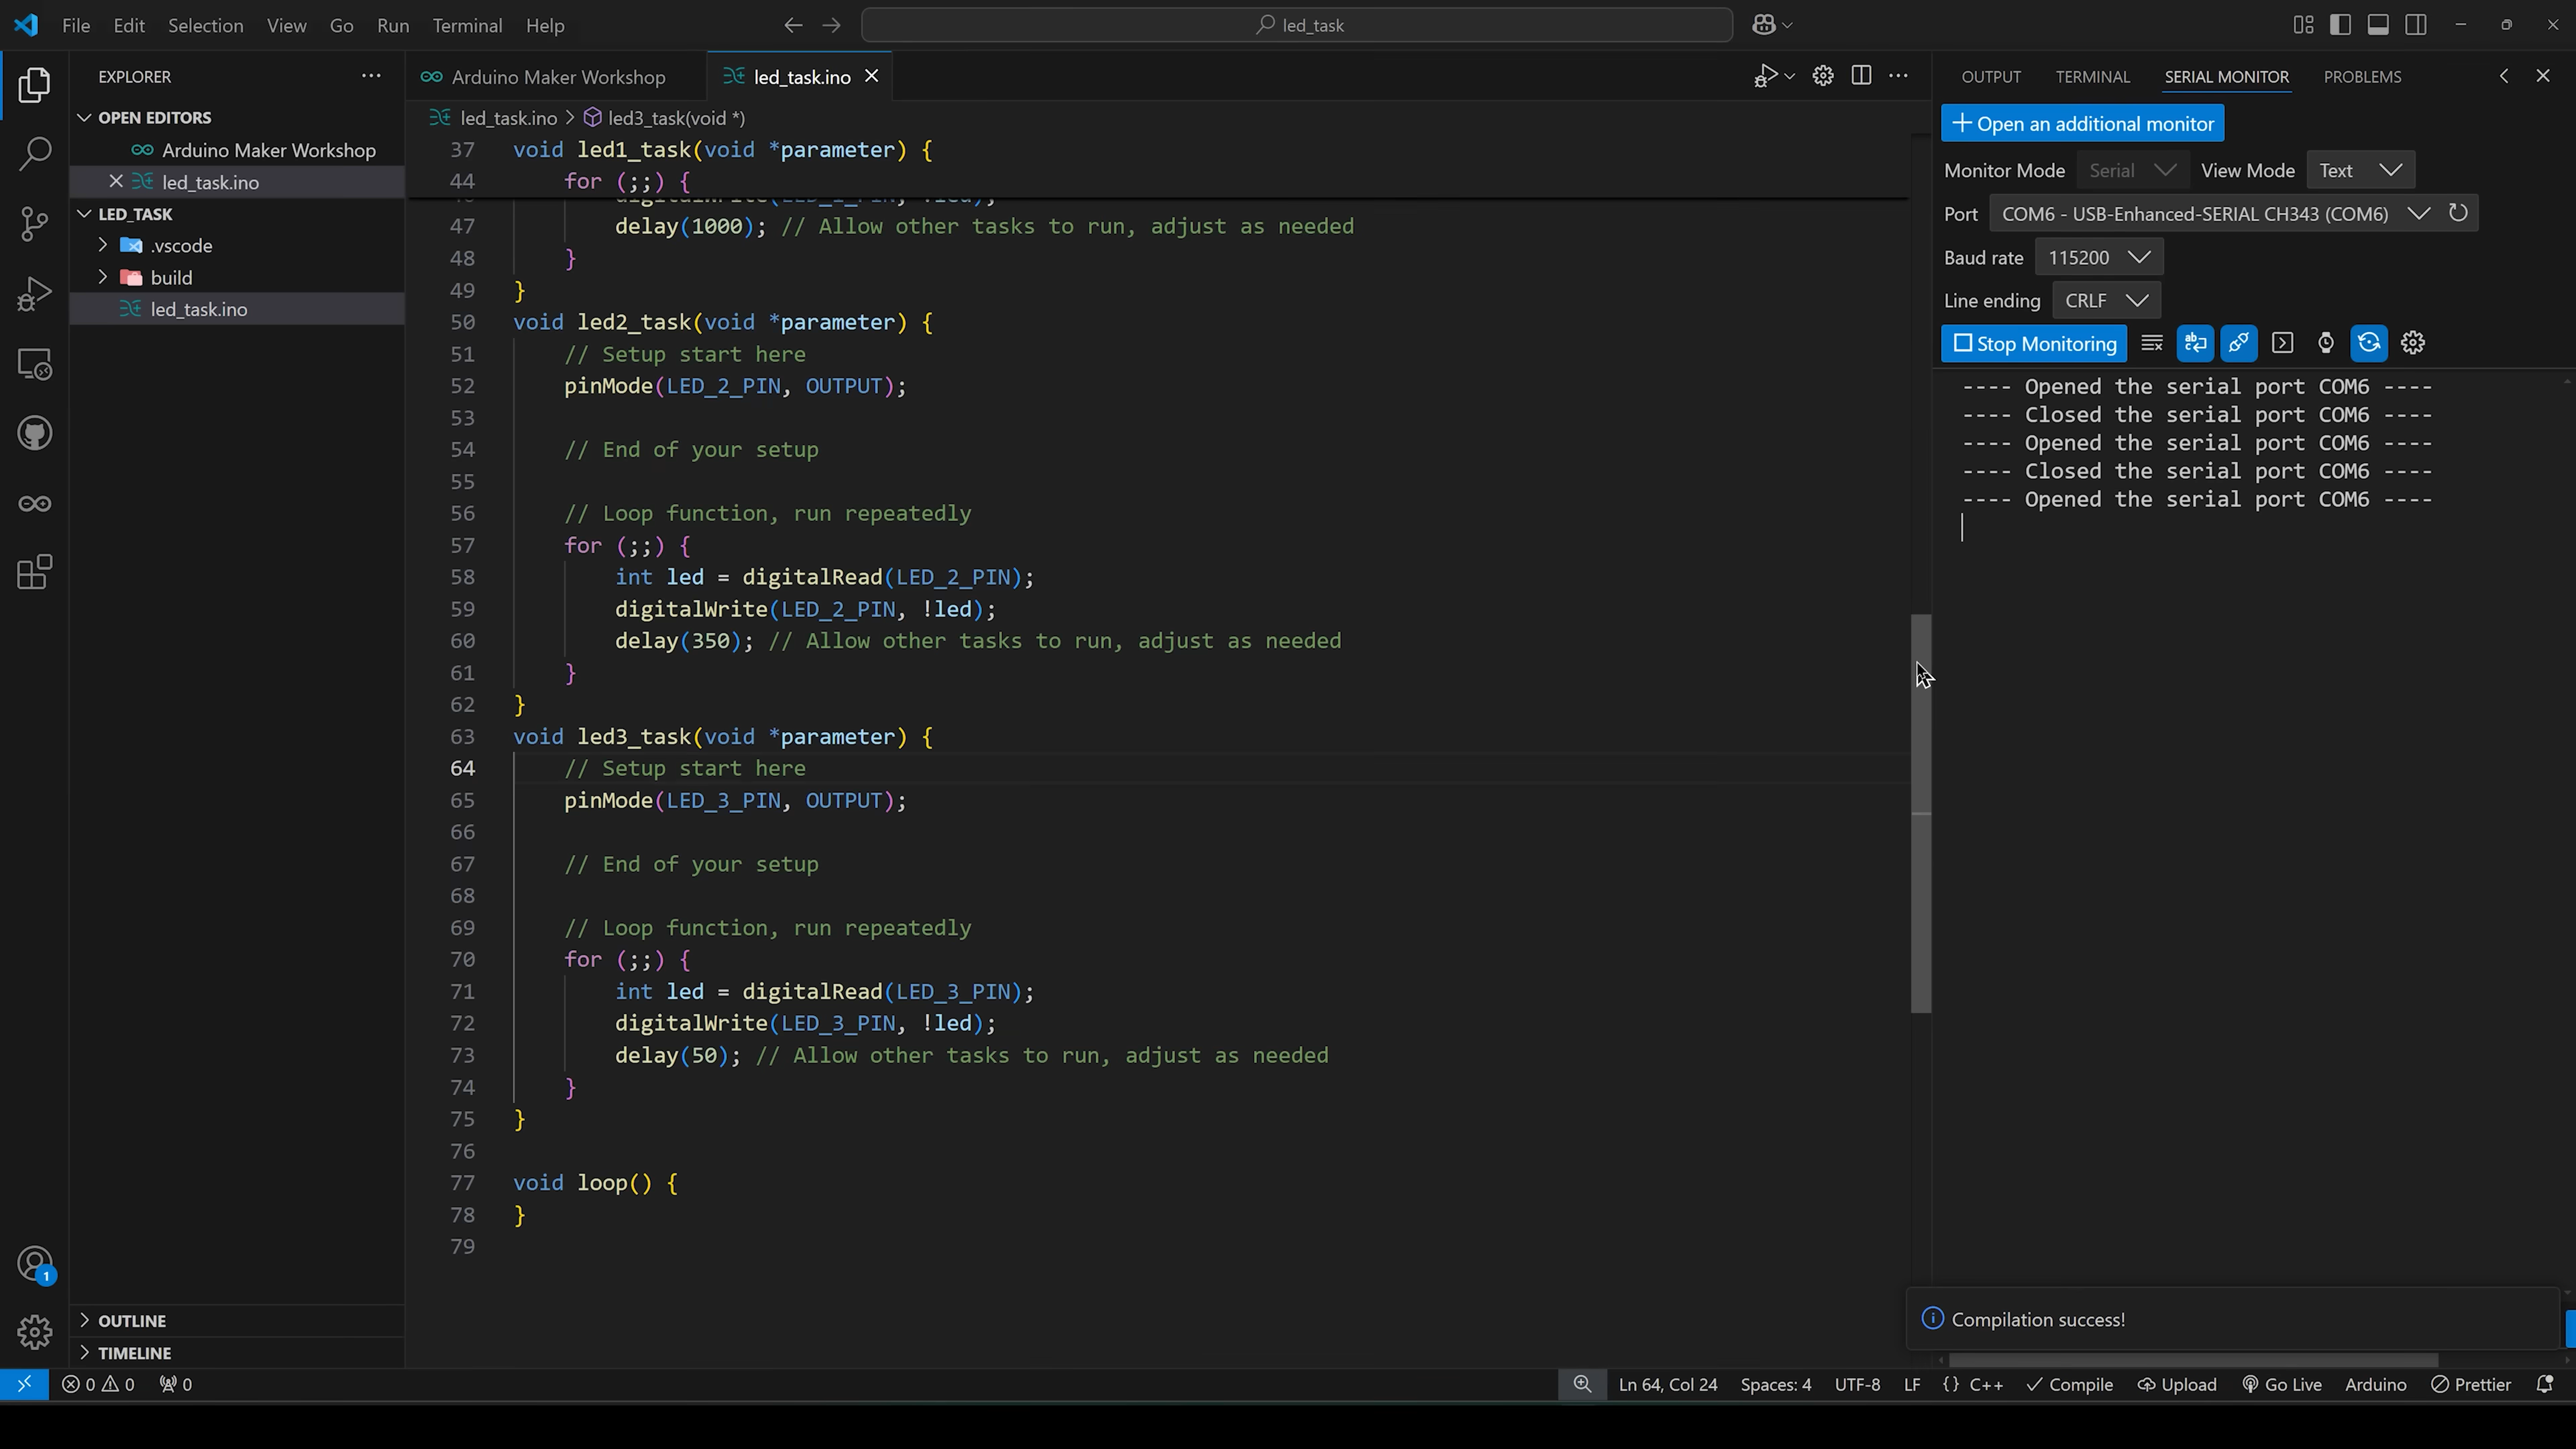 File Edit Selection View Go Run Terminal Help
led_task
EXPLORER
OPEN EDITORS
Arduino Maker Workshop
led_task.ino
LED_TASK
.vscode
build
led_task.ino
OUTLINE
TIMELINE
Arduino Maker Workshop
led_task.ino
led_task.ino > led3_task(void *)
37 void led1_task(void *parameter) {
44 for (;;) {
47 delay(1000); // Allow other tasks to run, adjust as needed
48 }
49 }
50 void led2_task(void *parameter) {
51 // Setup start here
52 pinMode(LED_2_PIN, OUTPUT);
53
54 // End of your setup
55
56 // Loop function, run repeatedly
57 for (;;) {
58 int led = digitalRead(LED_2_PIN);
59 digitalWrite(LED_2_PIN, !led);
60 delay(350); // Allow other tasks to run, adjust as needed
61 }
62 }
63 void led3_task(void *parameter) {
64 // Setup start here
65 pinMode(LED_3_PIN, OUTPUT);
66
67 // End of your setup
68
69 // Loop function, run repeatedly
70 for (;;) {
71 int led = digitalRead(LED_3_PIN);
72 digitalWrite(LED_3_PIN, !led);
73 delay(50); // Allow other tasks to run, adjust as needed
74 }
75 }
76
77 void loop() {
78 }
79
OUTPUT TERMINAL SERIAL MONITOR PROBLEMS
+ Open an additional monitor
Monitor Mode Serial View Mode Text
Port COM6 - USB-Enhanced-SERIAL CH343 (COM6)
Baud rate 115200
Line ending CRLF
Stop Monitoring
---- Opened the serial port COM6 ----
---- Closed the serial port COM6 ----
---- Opened the serial port COM6 ----
---- Closed the serial port COM6 ----
---- Opened the serial port COM6 ----
Compilation success!
1
0 0 0
Ln 64, Col 24 Spaces: 4 UTF-8 LF {} C++ Compile Upload Go Live Arduino Prettier